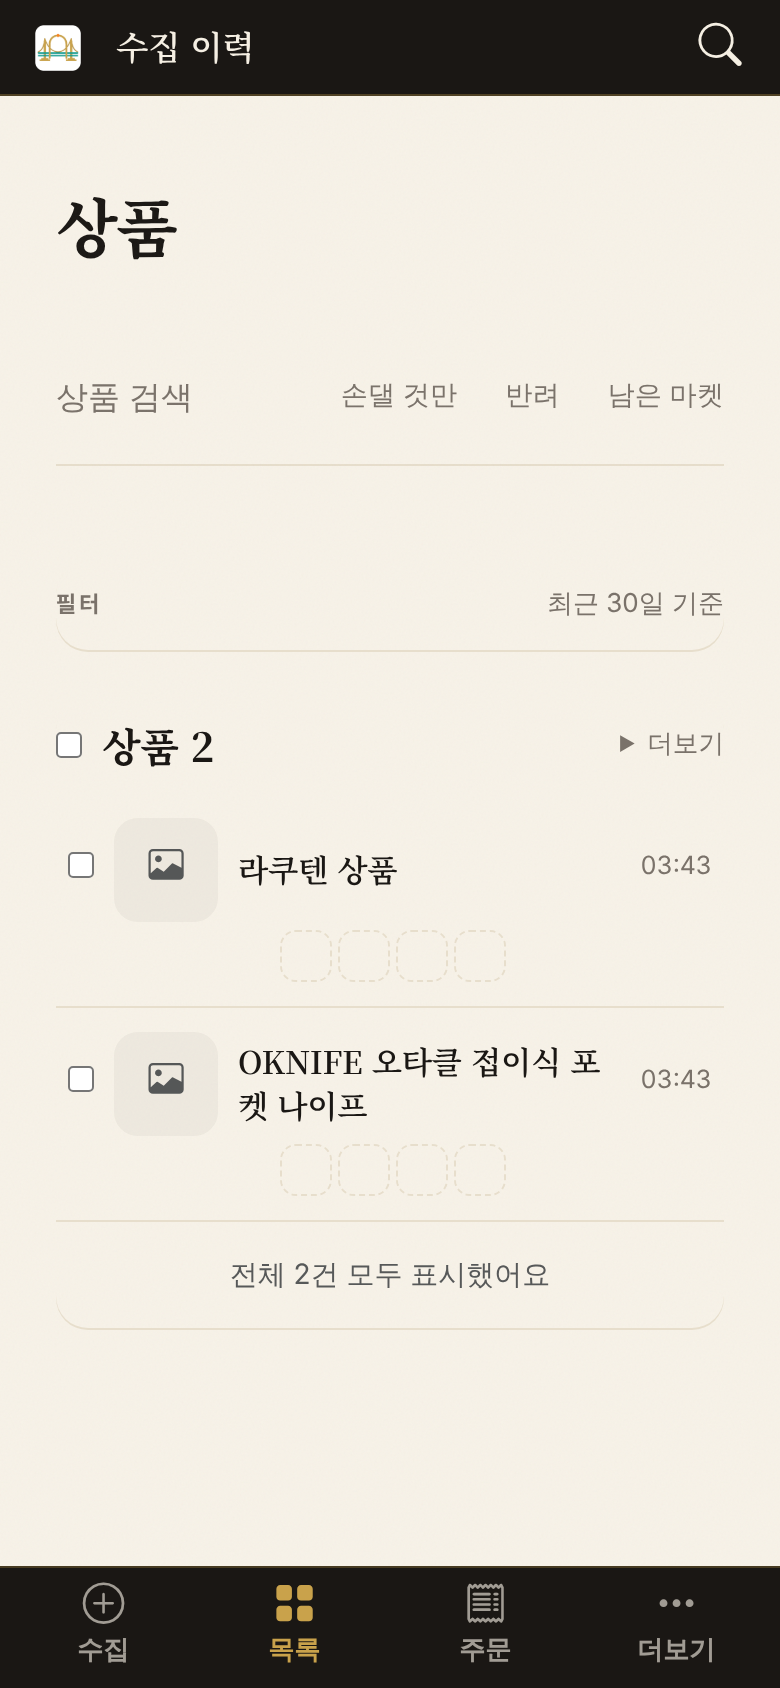 수집 이력
상품
상품 검색 손댈 것만 반려 남은 마켓
필터 최근 30일 기준
상품 2 ▶ 더보기
라쿠텐 상품 03:43
OKNIFE 오타클 접이식 포
켓 나이프 03:43
전체 2건 모두 표시했어요
수집 목록 주문 더보기